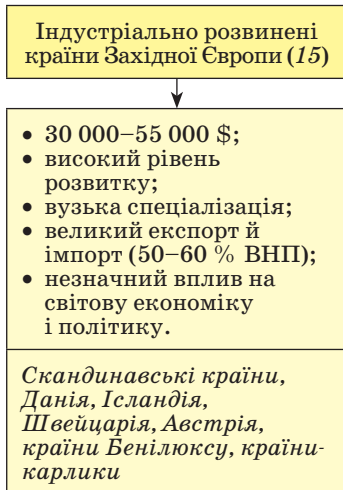 Індустріально розвинені
країни Західної Європи (15)
• 30 000–55 000 $;
• високий рівень
розвитку;
• вузька спеціалізація;
• великий експорт й
імпорт (50–60 % ВНП);
• незначний вплив на
світову економіку
і політику.
Скандинавські країни,
Данія, Ісландія,
Швейцарія, Австрія,
країни Бенілюксу, країни-
карлики